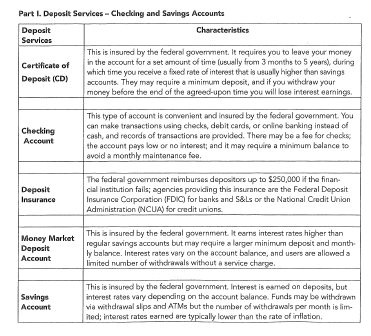 Part I. Deposit Services – Checking and Savings Accounts
Deposit
Services
Characteristics
Certificate of
Deposit (CD)
This is insured by the federal government. It requires you to leave your money
in the account for a set amount of time (usually from 3 months to 5 years), during
which time you receive a fixed rate of interest that is usually higher than savings
accounts. They may require a minimum deposit, and if you withdraw your
money before the end of the agreed-upon time you will lose interest earnings.
Checking
Account
This type of account is convenient and insured by the federal government. You
can make transactions using checks, debit cards, or online banking instead of
cash, and records of transactions are provided. There may be a fee for checks;
the account pays low or no interest; and it may require a minimum balance to
avoid a monthly maintenance fee.
Deposit
Insurance
The federal government reimburses depositors up to $250,000 if the finan-
cial institution fails; agencies providing this insurance are the Federal Deposit
Insurance Corporation (FDIC) for banks and S&Ls or the National Credit Union
Administration (NCUA) for credit unions.
Money Market
Deposit
Account
This is insured by the federal government. It earns interest rates higher than
regular savings accounts but may require a larger minimum deposit and month-
ly balance. Interest rates vary on the account balance, and users are allowed a
limited number of withdrawals without a service charge.
Savings
Account
This is insured by the federal government. Interest is earned on deposits, but
interest rates vary depending on the account balance. Funds may be withdrawn
via withdrawal slips and ATMs but the number of withdrawals per month is lim-
ited; interest rates earned are typically lower than the rate of inflation.